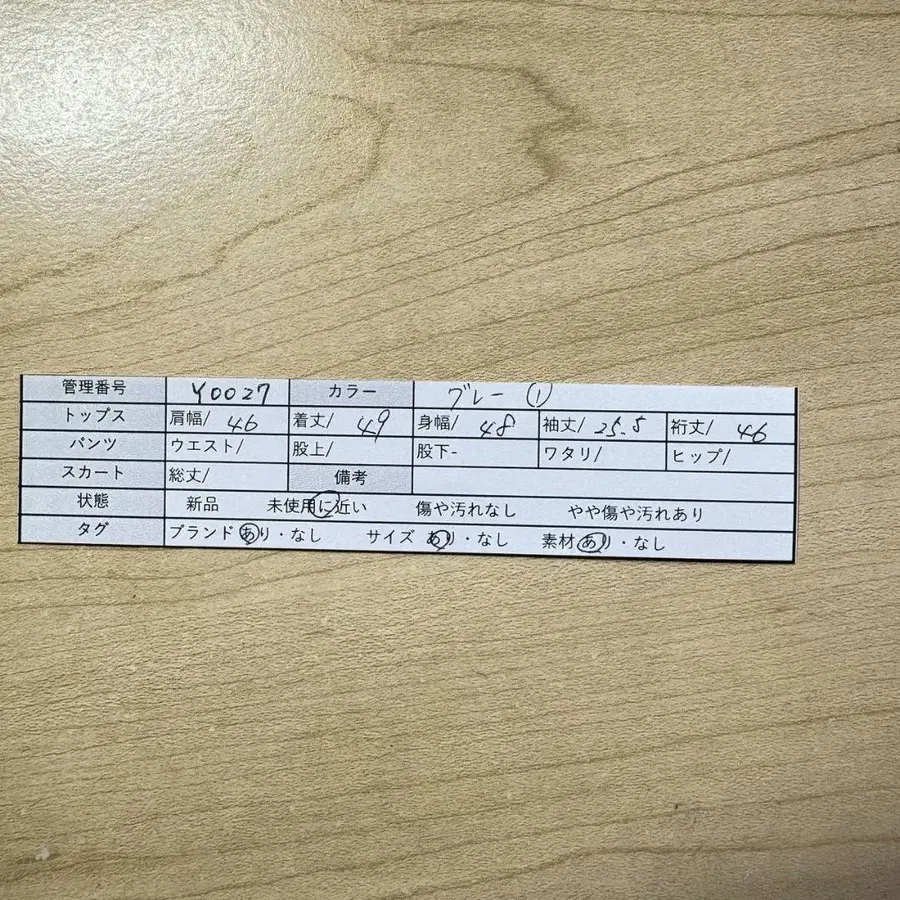 管理番号 Y0027 カラー グレー ①
トップス 肩幅/ 46 着丈/ 49 身幅/ 48 袖丈/ 25.5 裄丈/ 46
パンツ ウエスト/ 股上/ 股下- ワタリ/ ヒップ/
スカート 総丈/ 備考
状態 新品 未使用に近い 傷や汚れなし やや傷や汚れあり
タグ ブランドあり・なし サイズ あり・なし 素材あり・なし